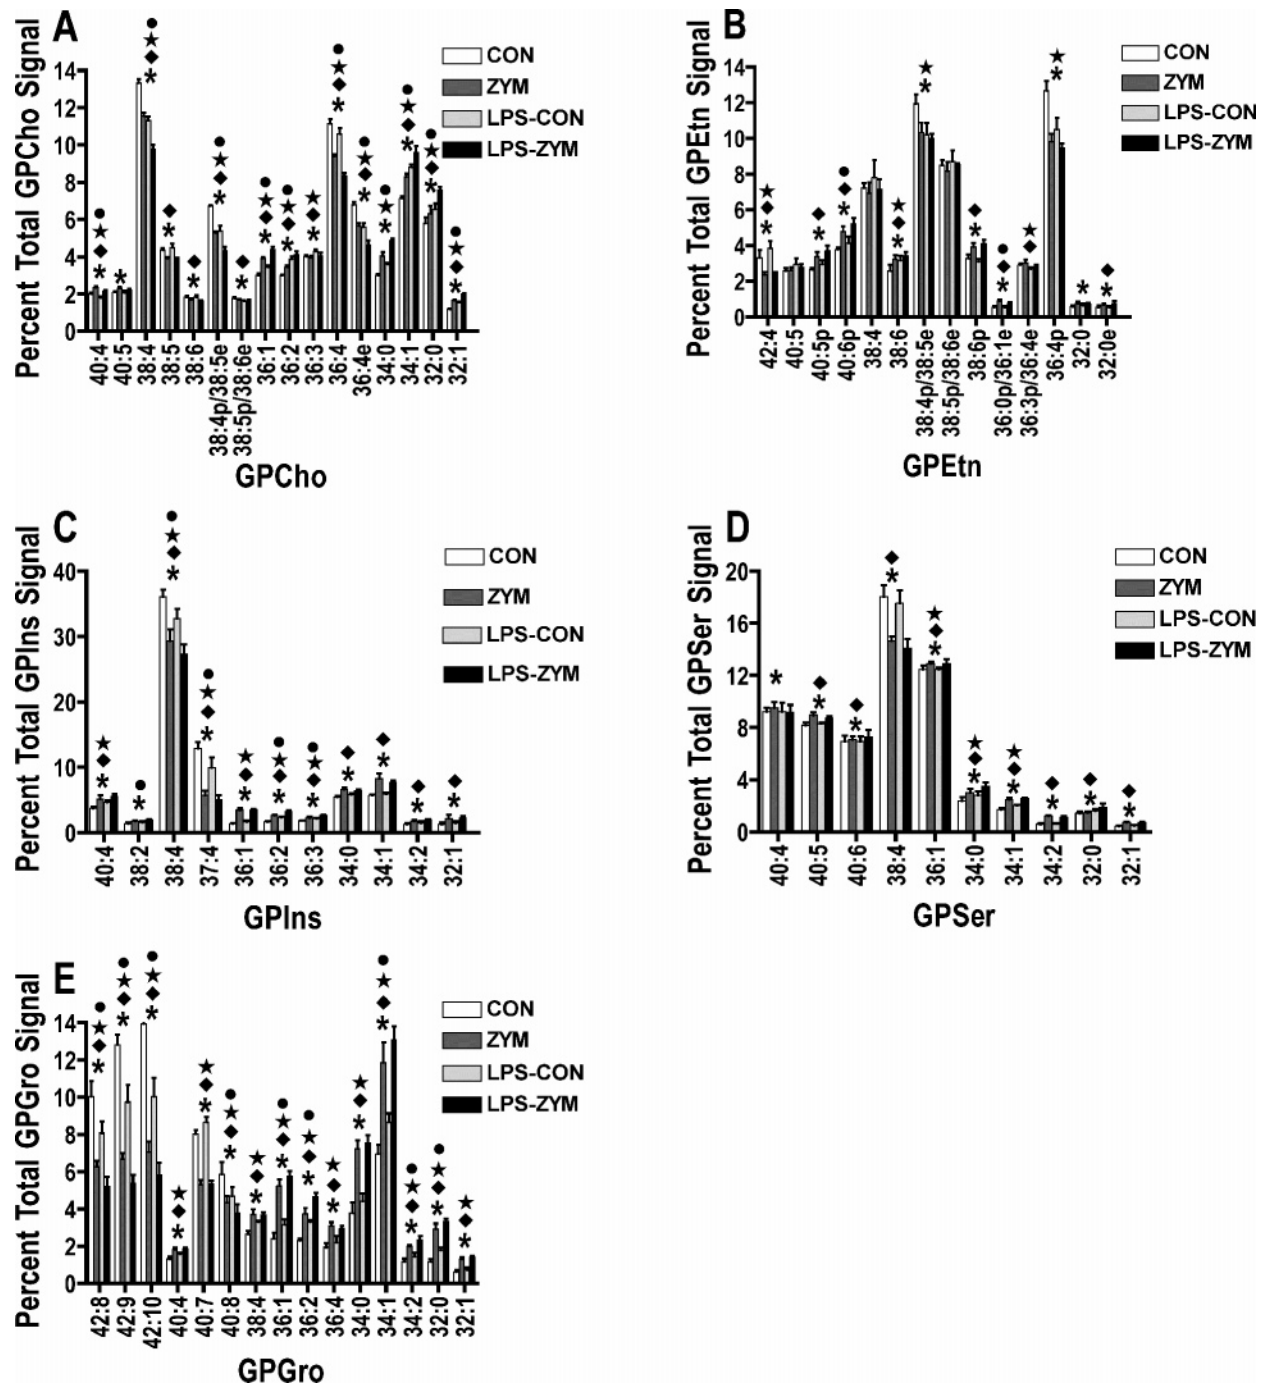 A
Percent Total GPCho Signal
CON
ZYM
LPS-CON
LPS-ZYM
14
12
10
8
6
4
2
0
40:4
40:5
38:4
38:5
38:6
38:4p/38:5e
38:5p/38:6e
36:1
36:2
36:3
36:4
36:4e
34:0
34:1
32:0
32:1
GPCho
B
Percent Total GPEtn Signal
CON
ZYM
LPS-CON
LPS-ZYM
14
12
10
8
6
4
2
0
42:4
40:5
40:5p
40:6p
38:4
38:6
38:4p/38:5e
38:5p/38:6e
38:6p
36:0p/36:1e
36:3p/36:4e
36:4p
32:0
32:0e
GPEtn
C
Percent Total GPIns Signal
CON
ZYM
LPS-CON
LPS-ZYM
40
30
20
10
0
40:4
38:2
38:4
37:4
36:1
36:2
36:3
34:0
34:1
34:2
32:1
GPIns
D
Percent Total GPSer Signal
CON
ZYM
LPS-CON
LPS-ZYM
20
16
12
8
4
0
40:4
40:5
40:6
38:4
36:1
34:0
34:1
34:2
32:0
32:1
GPSer
E
Percent Total GPGro Signal
CON
ZYM
LPS-CON
LPS-ZYM
14
12
10
8
6
4
2
0
42:8
42:9
42:10
40:4
40:7
40:8
38:4
36:1
36:2
36:4
34:0
34:1
34:2
32:0
32:1
GPGro